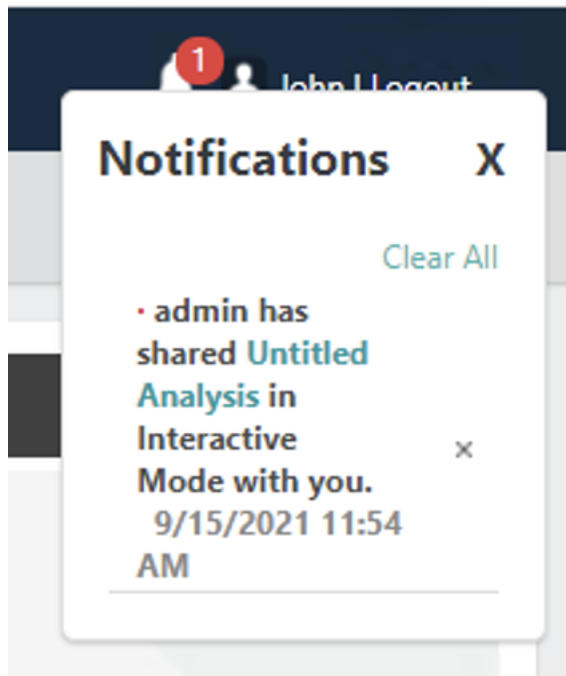 1
John | Logout
Notifications X
Clear All
· admin has
shared Untitled
Analysis in
Interactive
Mode with you.
9/15/2021 11:54
AM
×